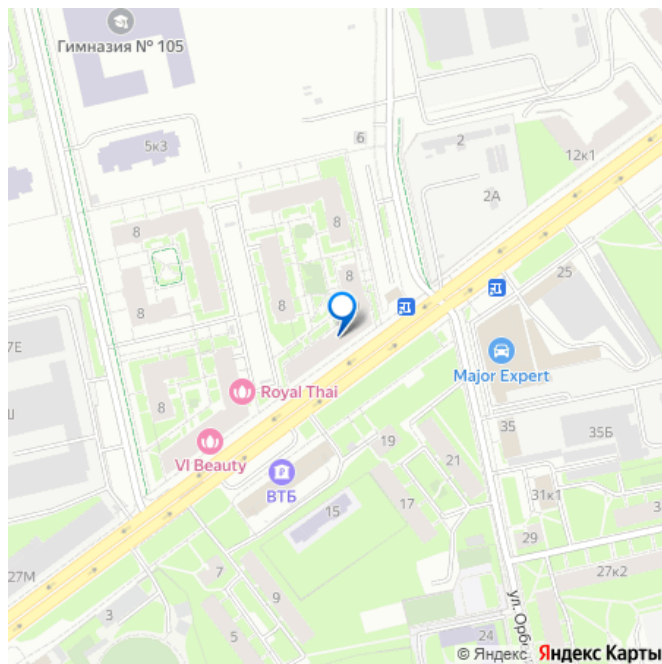 Гимназия № 105
5к3
6
2
12к1
2А
8
8
8
25
8
8
7Е
Royal Thai
Major Expert
8
VI Beauty
35
35Б
19
21
ВТБ
31к1
17
15
29
27М
7
27к2
9
3
5
24
ул. Орбе
© Яндекс Яндекс Карты